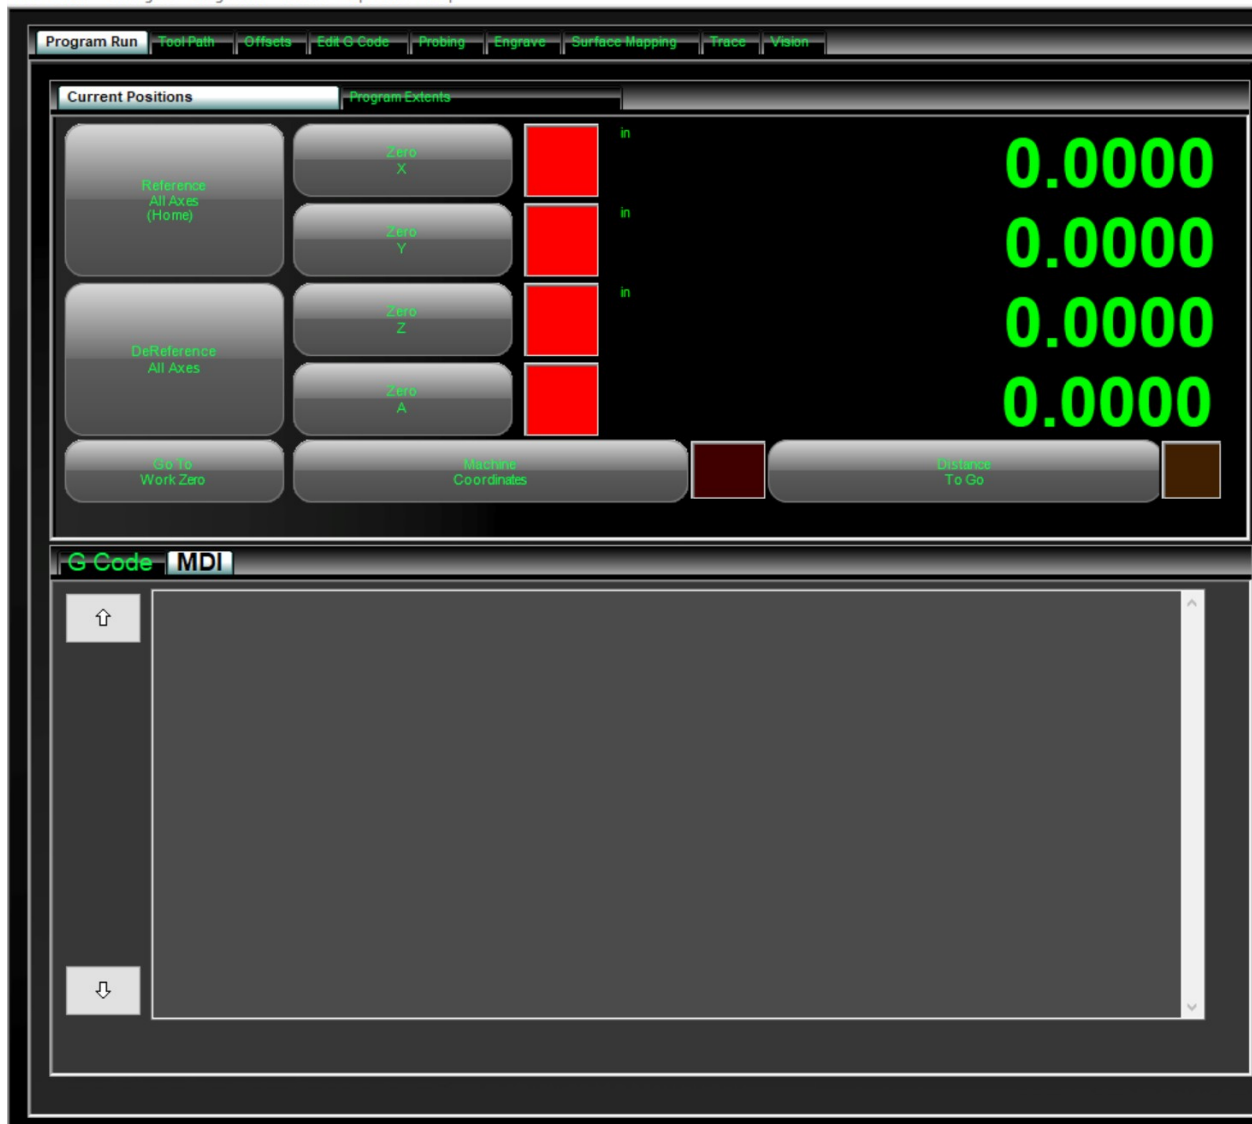 Program Run Tool Path Offsets Edit G Code Probing Engrave Surface Mapping Trace Vision
Current Positions Program Extents
Reference
All Axes
(Home)
Zero
X
in
0.0000
Zero
Y
in
0.0000
DeReference
All Axes
Zero
Z
in
0.0000
Zero
A
0.0000
Go To
Work Zero
Machine
Coordinates
Distance
To Go
G Code MDI